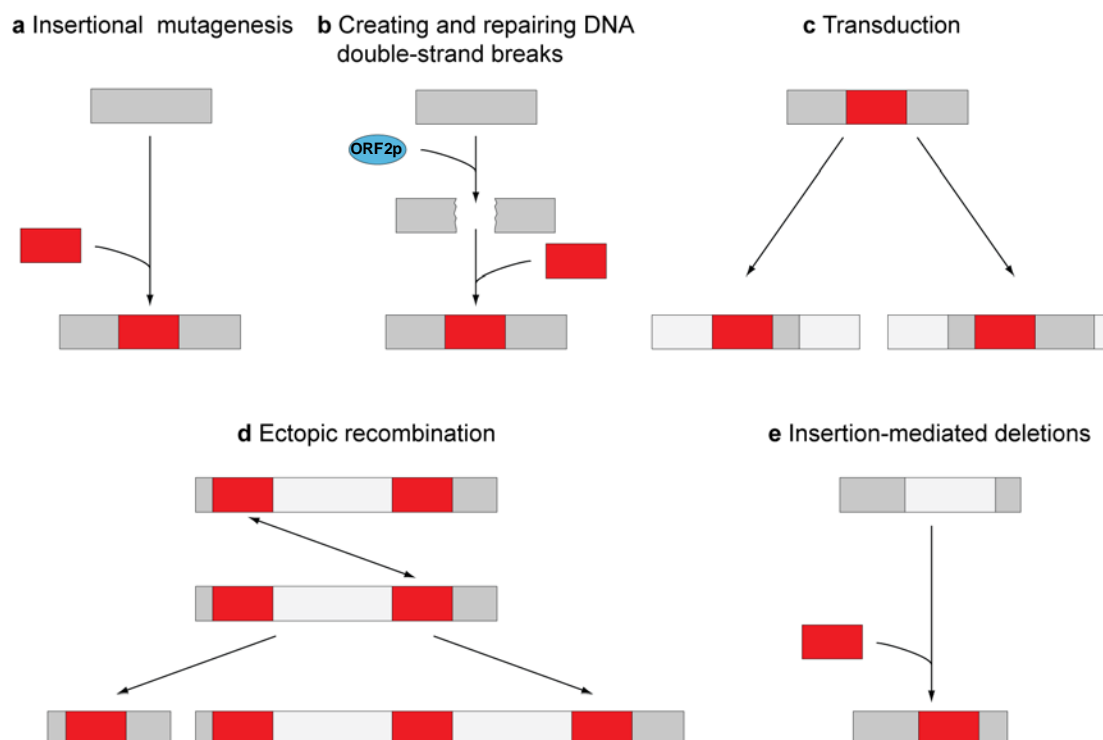 a Insertional mutagenesis
b Creating and repairing DNA
double-strand breaks
c Transduction
ORF2p
d Ectopic recombination
e Insertion-mediated deletions